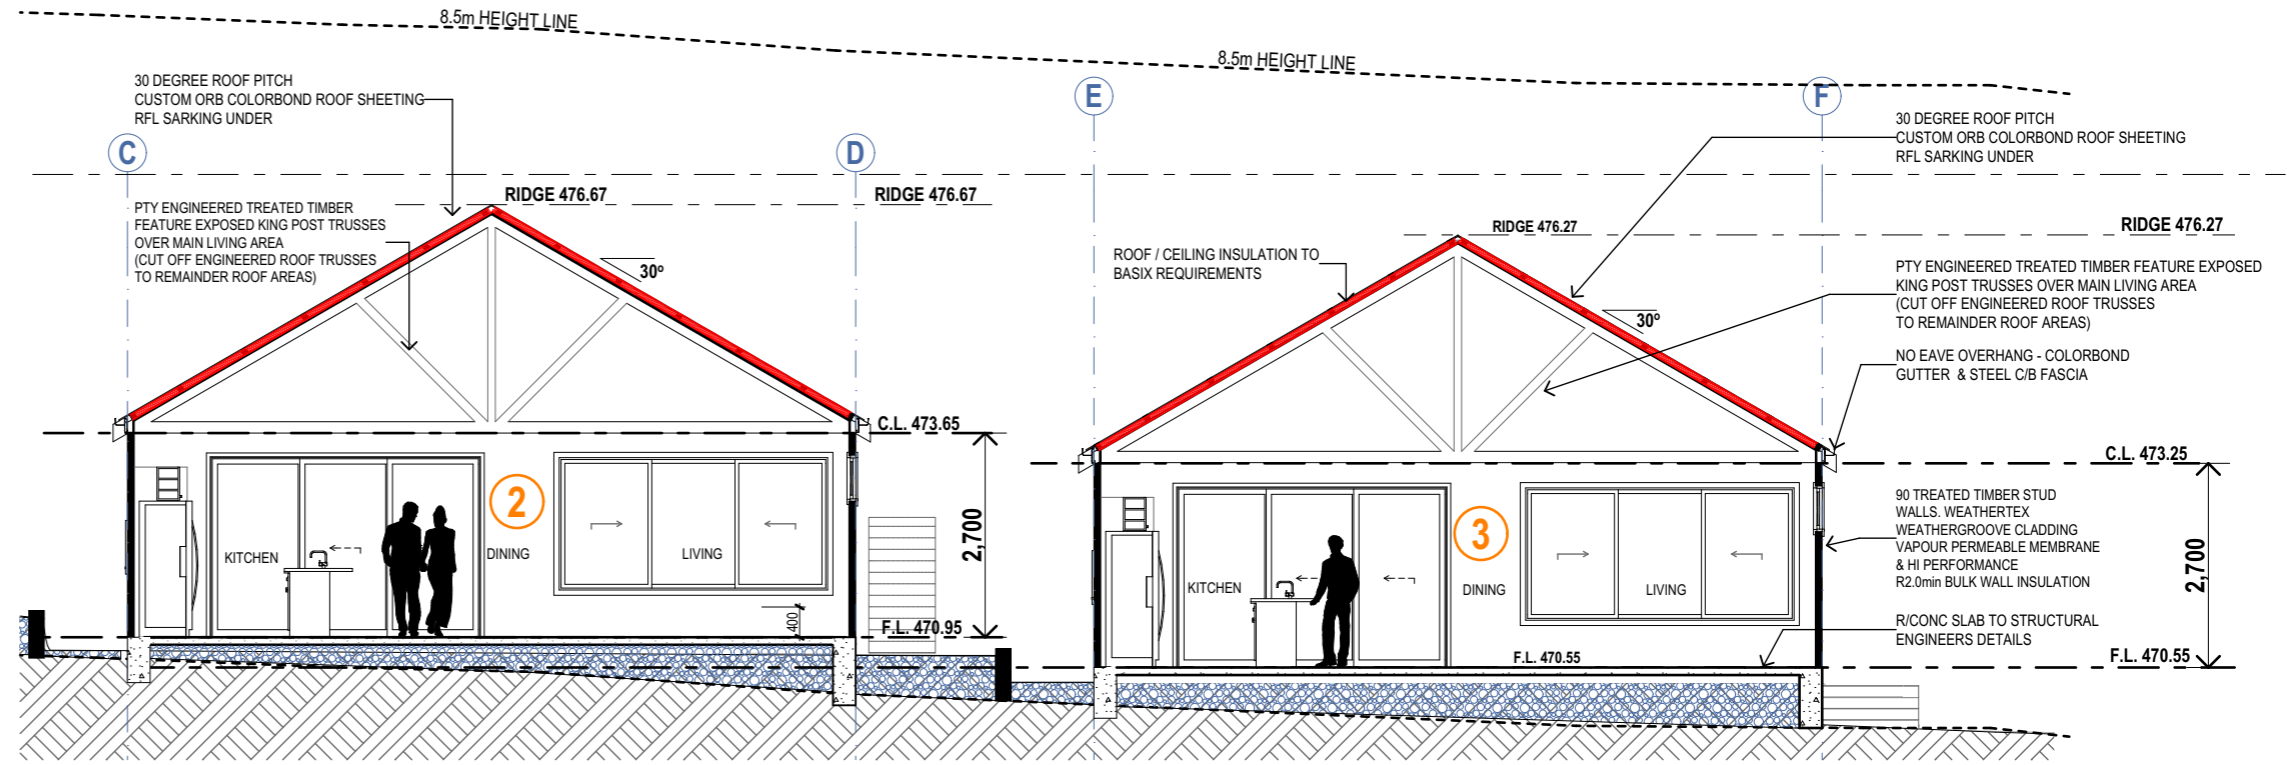 8.5m HEIGHT LINE
8.5m HEIGHT LINE
30 DEGREE ROOF PITCH
CUSTOM ORB COLORBOND ROOF SHEETING
RFL SARKING UNDER
C
D
E
F
30 DEGREE ROOF PITCH
CUSTOM ORB COLORBOND ROOF SHEETING
RFL SARKING UNDER
RIDGE 476.67
RIDGE 476.67
PTY ENGINEERED TREATED TIMBER
FEATURE EXPOSED KING POST TRUSSES
OVER MAIN LIVING AREA
(CUT OFF ENGINEERED ROOF TRUSSES
TO REMAINDER ROOF AREAS)
30º
RIDGE 476.27
RIDGE 476.27
ROOF / CEILING INSULATION TO
BASIX REQUIREMENTS
30º
PTY ENGINEERED TREATED TIMBER FEATURE EXPOSED
KING POST TRUSSES OVER MAIN LIVING AREA
(CUT OFF ENGINEERED ROOF TRUSSES
TO REMAINDER ROOF AREAS)
NO EAVE OVERHANG - COLORBOND
GUTTER & STEEL C/B FASCIA
C.L. 473.65
C.L. 473.25
2
KITCHEN
DINING
LIVING
2,700
400
F.L. 470.95
3
KITCHEN
DINING
LIVING
90 TREATED TIMBER STUD
WALLS. WEATHERTEX
WEATHERGROOVE CLADDING
VAPOUR PERMEABLE MEMBRANE
& HI PERFORMANCE
R2.0min BULK WALL INSULATION
2,700
R/CONC SLAB TO STRUCTURAL
ENGINEERS DETAILS
F.L. 470.55
F.L. 470.55